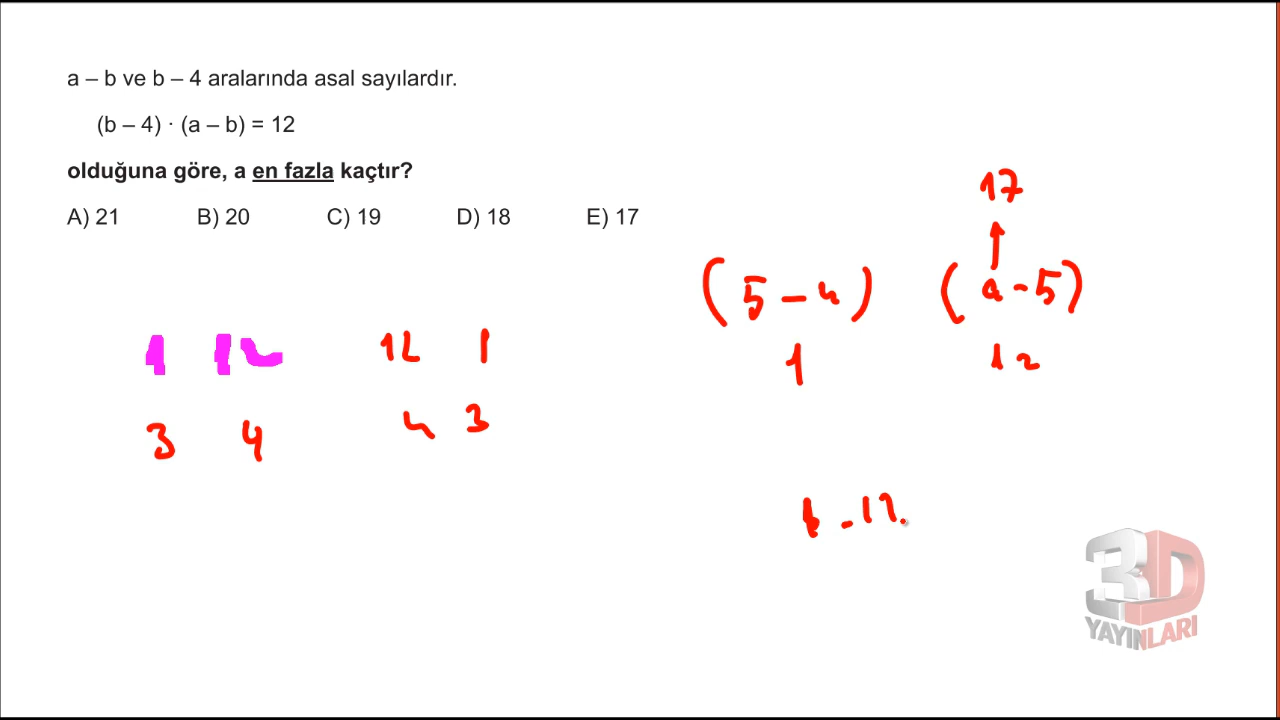 a – b ve b – 4 aralarında asal sayılardır.
(b – 4) · (a – b) = 12
olduğuna göre, a en fazla kaçtır?
A) 21 B) 20 C) 19 D) 18 E) 17
17
(5 – 4) (a – 5)
1 12 12 1
1 12
3 4 4 3
3D
YAYINLARI